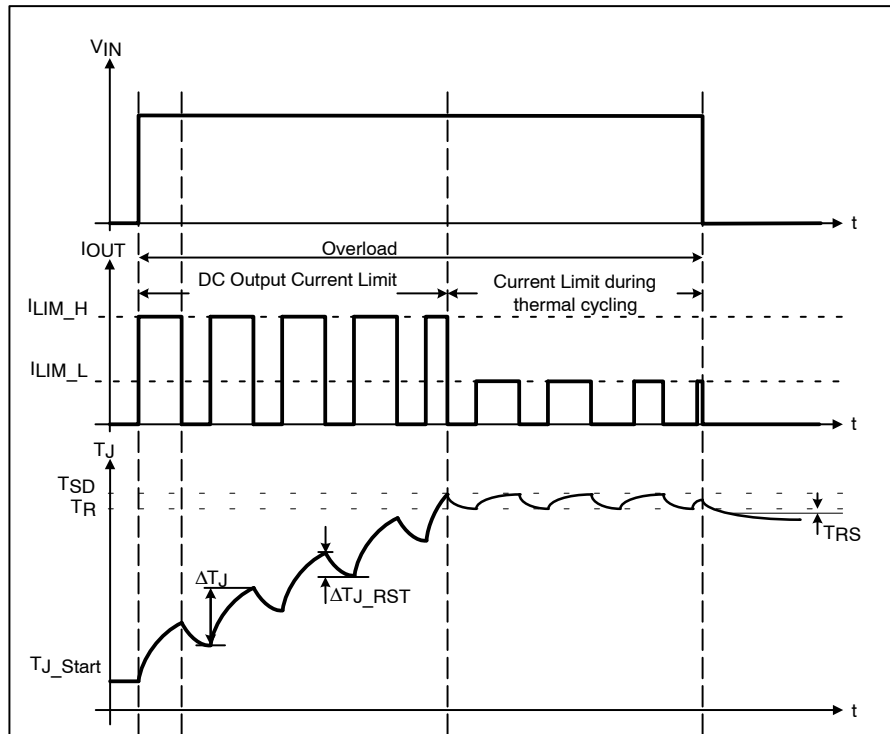 VIN
t
IOUT
Overload
DC Output Current Limit
Current Limit during
thermal cycling
ILIM_H
ILIM_L
t
TJ
TSD
TR
TRS
ΔTJ
ΔTJ_RST
TJ_Start
t